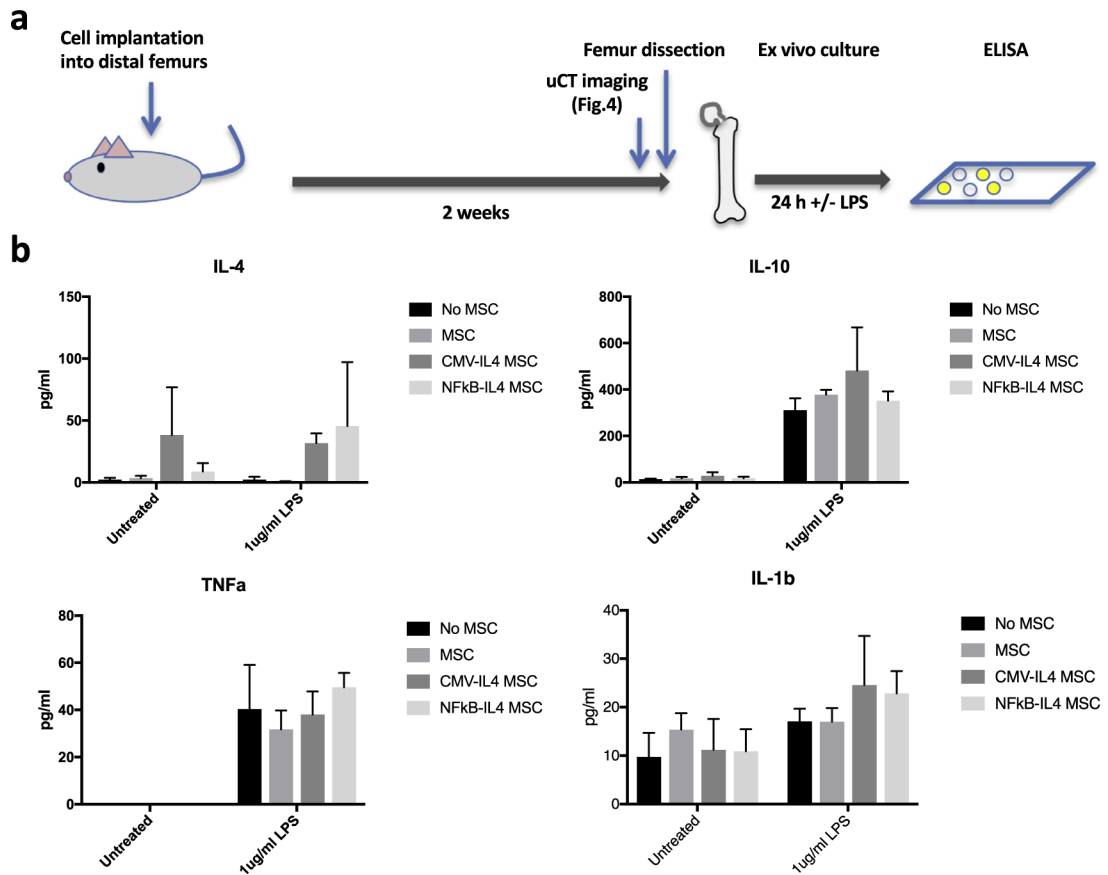 a
Cell implantation
into distal femurs
Femur dissection
uCT imaging
(Fig.4)
Ex vivo culture
ELISA
2 weeks
24 h +/- LPS
b
IL-4
150
100
50
0
pg/ml
Untreated
1ug/ml LPS
No MSC
MSC
CMV-IL4 MSC
NFkB-IL4 MSC
IL-10
800
600
400
200
0
pg/ml
Untreated
1ug/ml LPS
No MSC
MSC
CMV-IL4 MSC
NFkB-IL4 MSC
TNFa
80
60
40
20
0
pg/ml
Untreated
1ug/ml LPS
No MSC
MSC
CMV-IL4 MSC
NFkB-IL4 MSC
IL-1b
40
30
20
10
0
pg/ml
Untreated
1ug/ml LPS
No MSC
MSC
CMV-IL4 MSC
NFkB-IL4 MSC